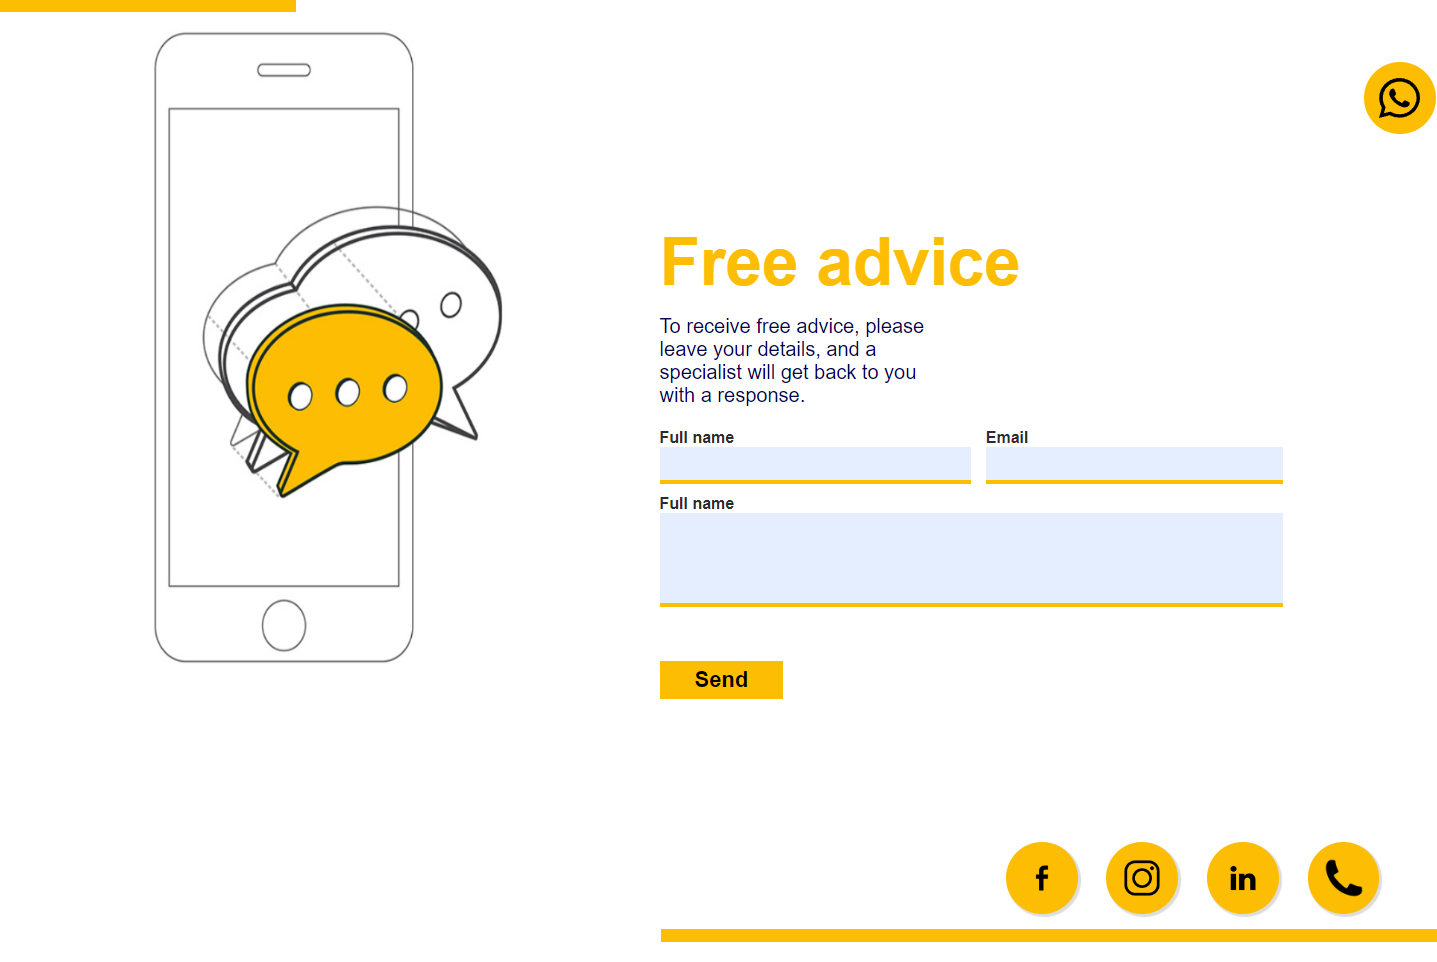 Free advice
To receive free advice, please
leave your details, and a
specialist will get back to you
with a response.
Full name
Email
Full name
Send
f
in